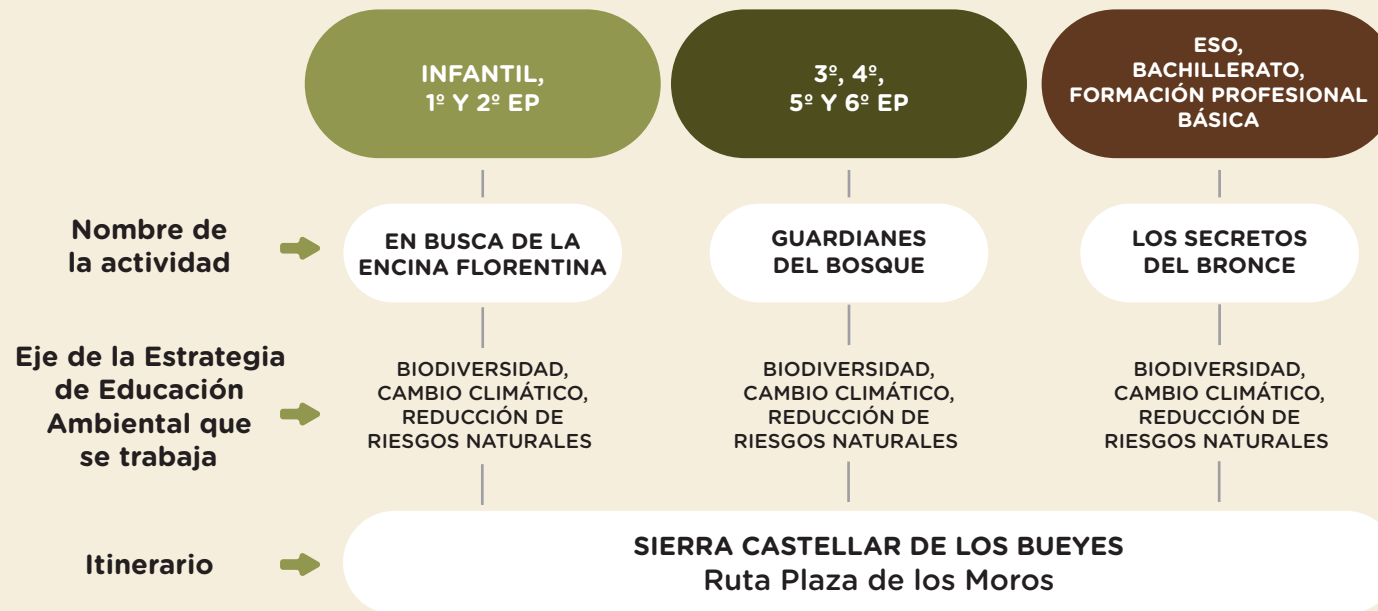 INFANTIL,
1º Y 2º EP
3º, 4º,
5º Y 6º EP
ESO,
BACHILLERATO,
FORMACIÓN PROFESIONAL
BÁSICA
Nombre de
la actividad
EN BUSCA DE LA
ENCINA FLORENTINA
GUARDIANES
DEL BOSQUE
LOS SECRETOS
DEL BRONCE
Eje de la Estrategia
de Educación
Ambiental que
se trabaja
BIODIVERSIDAD,
CAMBIO CLIMÁTICO,
REDUCCIÓN DE
RIESGOS NATURALES
BIODIVERSIDAD,
CAMBIO CLIMÁTICO,
REDUCCIÓN DE
RIESGOS NATURALES
BIODIVERSIDAD,
CAMBIO CLIMÁTICO,
REDUCCIÓN DE
RIESGOS NATURALES
Itinerario
SIERRA CASTELLAR DE LOS BUEYES
Ruta Plaza de los Moros